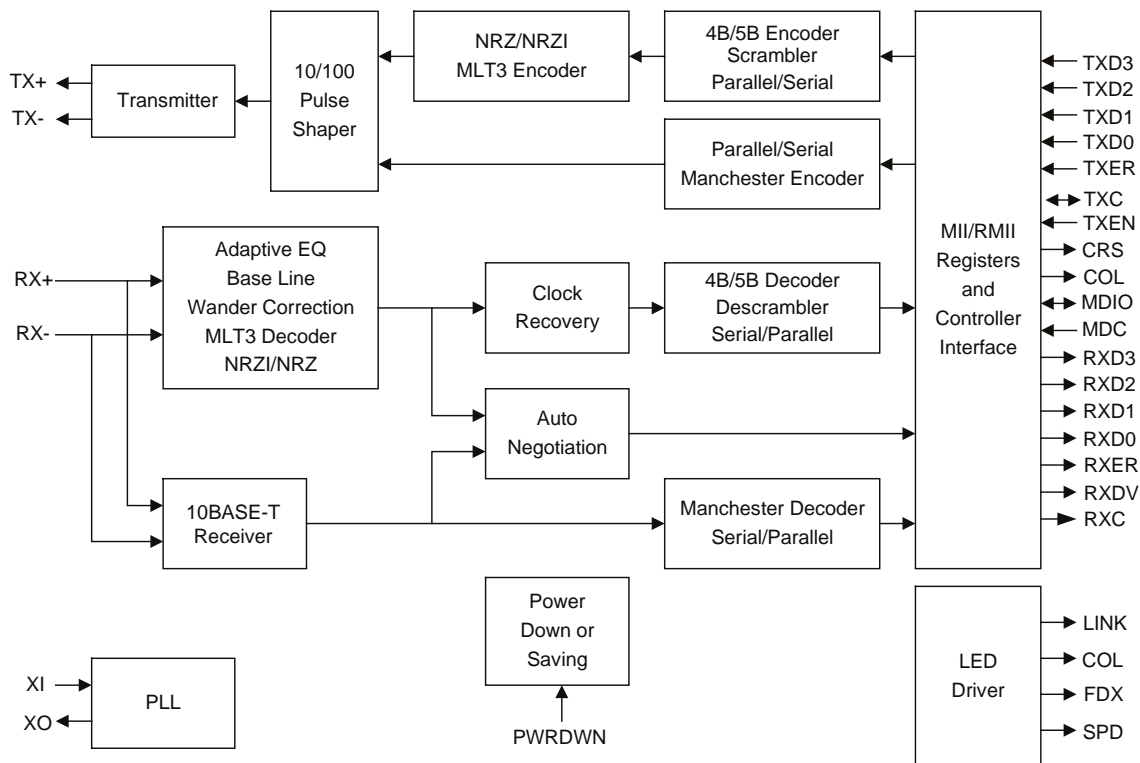 TX+
TX-
Transmitter
10/100
Pulse
Shaper
NRZ/NRZI
MLT3 Encoder
4B/5B Encoder
Scrambler
Parallel/Serial
Parallel/Serial
Manchester Encoder
RX+
RX-
Adaptive EQ
Base Line
Wander Correction
MLT3 Decoder
NRZI/NRZ
Clock
Recovery
4B/5B Decoder
Descrambler
Serial/Parallel
Auto
Negotiation
10BASE-T
Receiver
Manchester Decoder
Serial/Parallel
MII/RMII
Registers
and
Controller
Interface
TXD3
TXD2
TXD1
TXD0
TXER
TXC
TXEN
CRS
COL
MDIO
MDC
RXD3
RXD2
RXD1
RXD0
RXER
RXDV
RXC
Power
Down or
Saving
PWRDWN
XI
XO
PLL
LED
Driver
LINK
COL
FDX
SPD